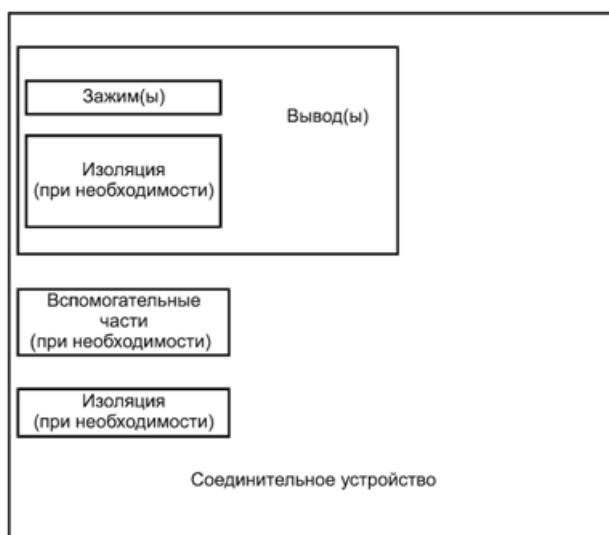 Зажим(ы)
Вывод(ы)
Изоляция
(при необходимости)
Вспомогательные
части
(при необходимости)
Изоляция
(при необходимости)
Соединительное устройство